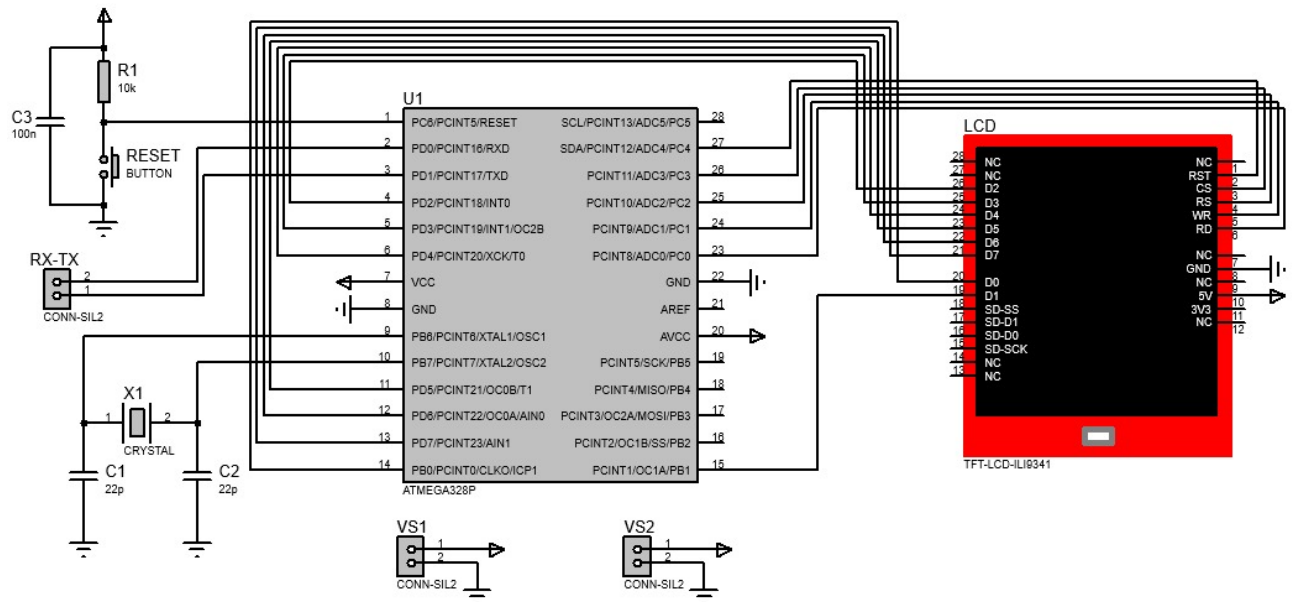 R1
10k
C3
100n
RESET
BUTTON
RX-TX
2
1
CONN-SIL2
X1
1 2
CRYSTAL
C1
22p
C2
22p
U1
1 PC6/PCINT5/RESET
2 PD0/PCINT16/RXD
3 PD1/PCINT17/TXD
4 PD2/PCINT18/INT0
5 PD3/PCINT19/INT1/OC2B
6 PD4/PCINT20/XCK/T0
7 VCC
8 GND
9 PB6/PCINT6/XTAL1/OSC1
10 PB7/PCINT7/XTAL2/OSC2
11 PD5/PCINT21/OC0B/T1
12 PD6/PCINT22/OC0A/AIN0
13 PD7/PCINT23/AIN1
14 PB0/PCINT0/CLKO/ICP1
SCL/PCINT13/ADC5/PC5 28
SDA/PCINT12/ADC4/PC4 27
PCINT11/ADC3/PC3 26
PCINT10/ADC2/PC2 25
PCINT9/ADC1/PC1 24
PCINT8/ADC0/PC0 23
GND 22
AREF 21
AVCC 20
PCINT5/SCK/PB5 19
PCINT4/MISO/PB4 18
PCINT3/OC2A/MOSI/PB3 17
PCINT2/OC1B/SS/PB2 16
PCINT1/OC1A/PB1 15
ATMEGA328P
VS1
1
2
CONN-SIL2
VS2
1
2
CONN-SIL2
LCD
28 NC
27 NC
26 D2
25 D3
24 D4
23 D5
22 D6
21 D7
20 D0
19 D1
18 SD-SS
17 SD-D1
16 SD-D0
15 SD-SCK
14 NC
13 NC
NC 1
RST 2
CS 3
RS 4
WR 5
RD 6
NC 7
GND 8
NC 9
5V 10
3V3 11
NC 12
TFT-LCD-ILI9341